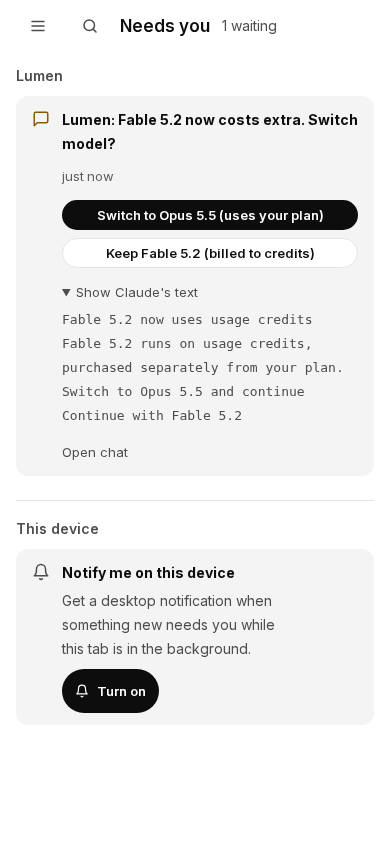 Needs you 1 waiting
Lumen
Lumen: Fable 5.2 now costs extra. Switch
model?
just now
Switch to Opus 5.5 (uses your plan)
Keep Fable 5.2 (billed to credits)
▼ Show Claude's text
Fable 5.2 now uses usage credits
Fable 5.2 runs on usage credits,
purchased separately from your plan.
Switch to Opus 5.5 and continue
Continue with Fable 5.2
Open chat
This device
Notify me on this device
Get a desktop notification when
something new needs you while
this tab is in the background.
Turn on